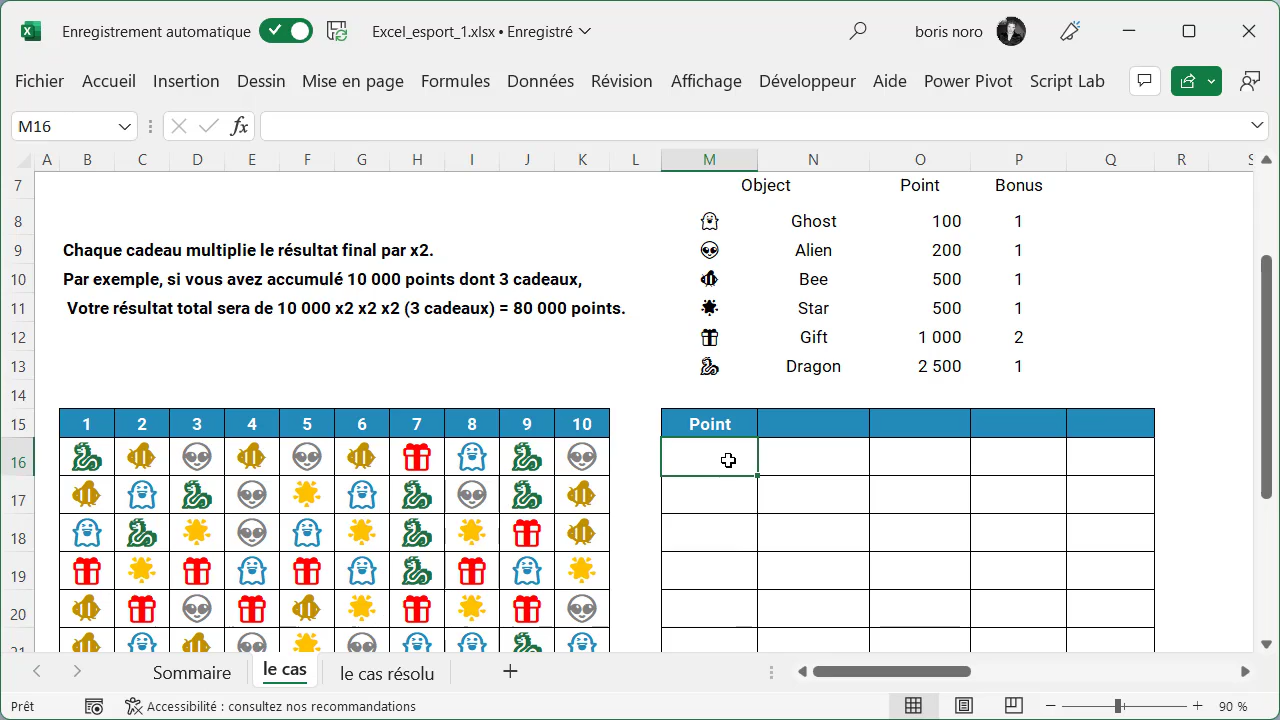 Enregistrement automatique Excel_esport_1.xlsx • Enregistré boris noro
Fichier Accueil Insertion Dessin Mise en page Formules Données Révision Affichage Développeur Aide Power Pivot Script Lab
M16 fx
A B C D E F G H I J K L M N O P Q R S
7 Object Point Bonus
8 Ghost 100 1
9 Chaque cadeau multiplie le résultat final par x2. Alien 200 1
10 Par exemple, si vous avez accumulé 10 000 points dont 3 cadeaux, Bee 500 1
11 Votre résultat total sera de 10 000 x2 x2 x2 (3 cadeaux) = 80 000 points. Star 500 1
12 Gift 1 000 2
13 Dragon 2 500 1
14
15 1 2 3 4 5 6 7 8 9 10 Point
16
17
18
19
20
21
Sommaire le cas le cas résolu
Prêt Accessibilité: consultez nos recommandations 90 %